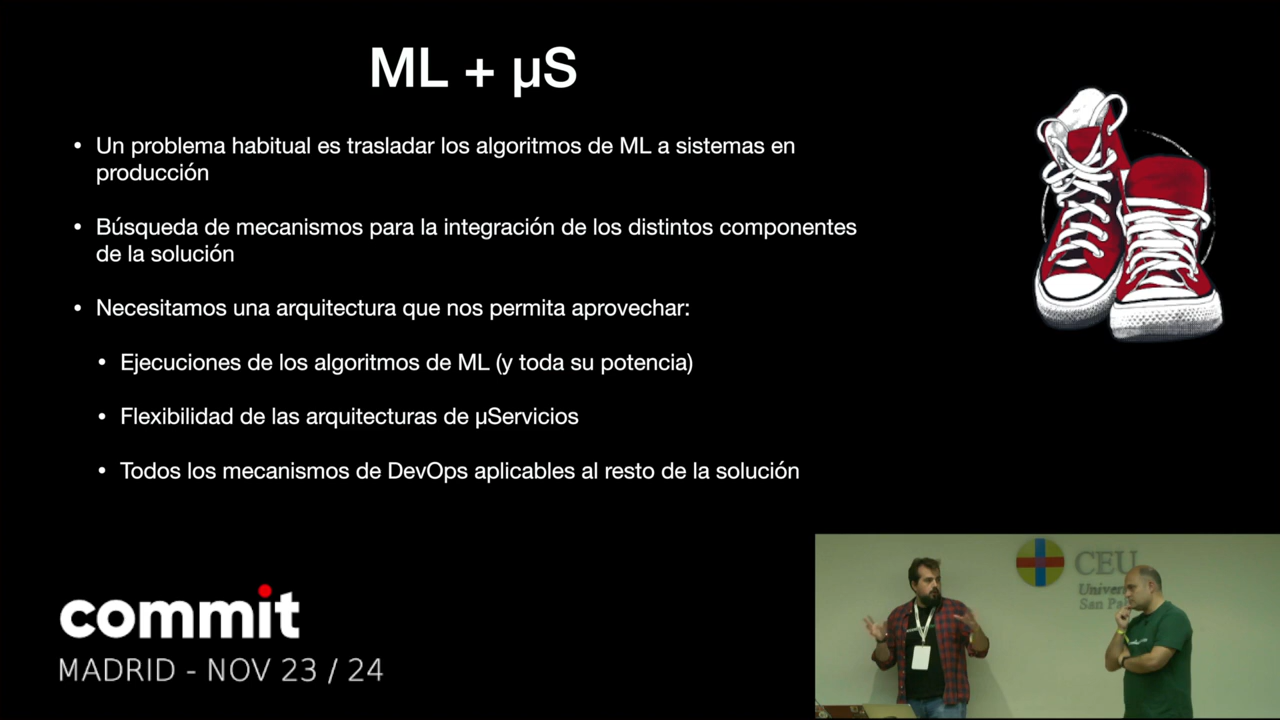 ML + µS
• Un problema habitual es trasladar los algoritmos de ML a sistemas en
producción
• Búsqueda de mecanismos para la integración de los distintos componentes
de la solución
• Necesitamos una arquitectura que nos permita aprovechar:
• Ejecuciones de los algoritmos de ML (y toda su potencia)
• Flexibilidad de las arquitecturas de µServicios
• Todos los mecanismos de DevOps aplicables al resto de la solución
commit
MADRID - NOV 23 / 24
CEU
San